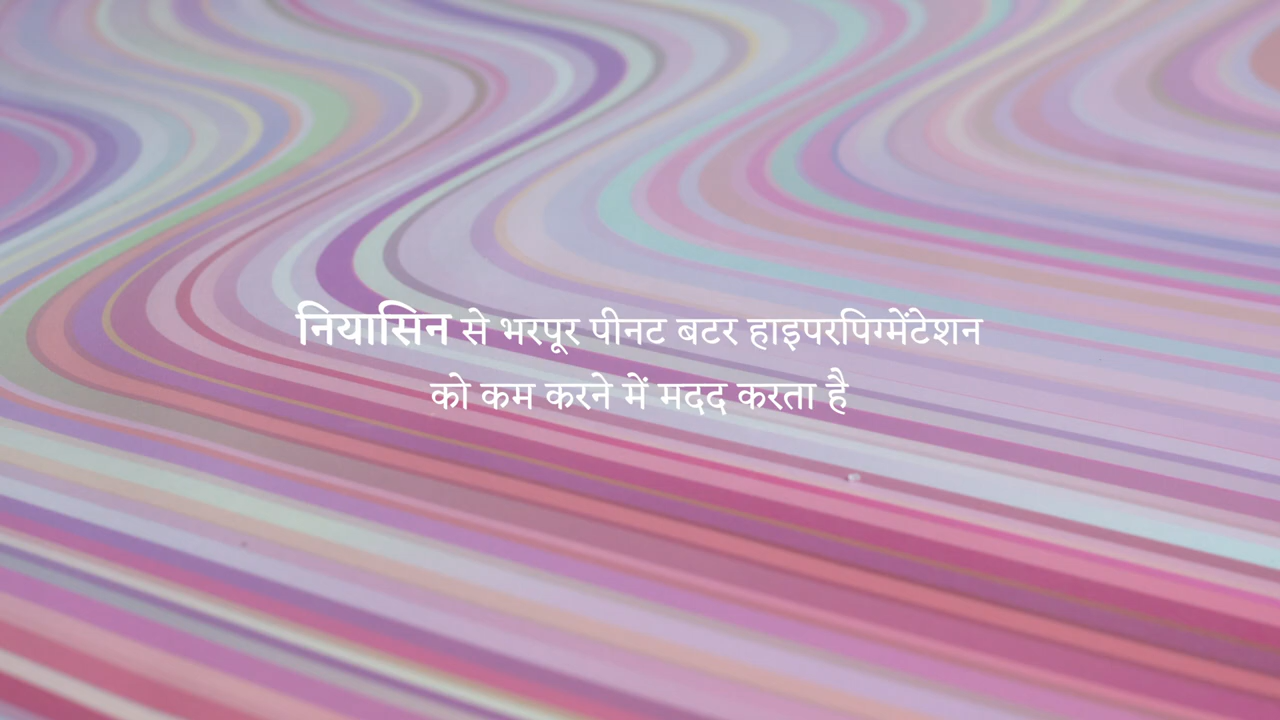 नियासिन से भरपूर पीनट बटर हाइपरपिग्मेंटेशन
को कम करने में मदद करता है